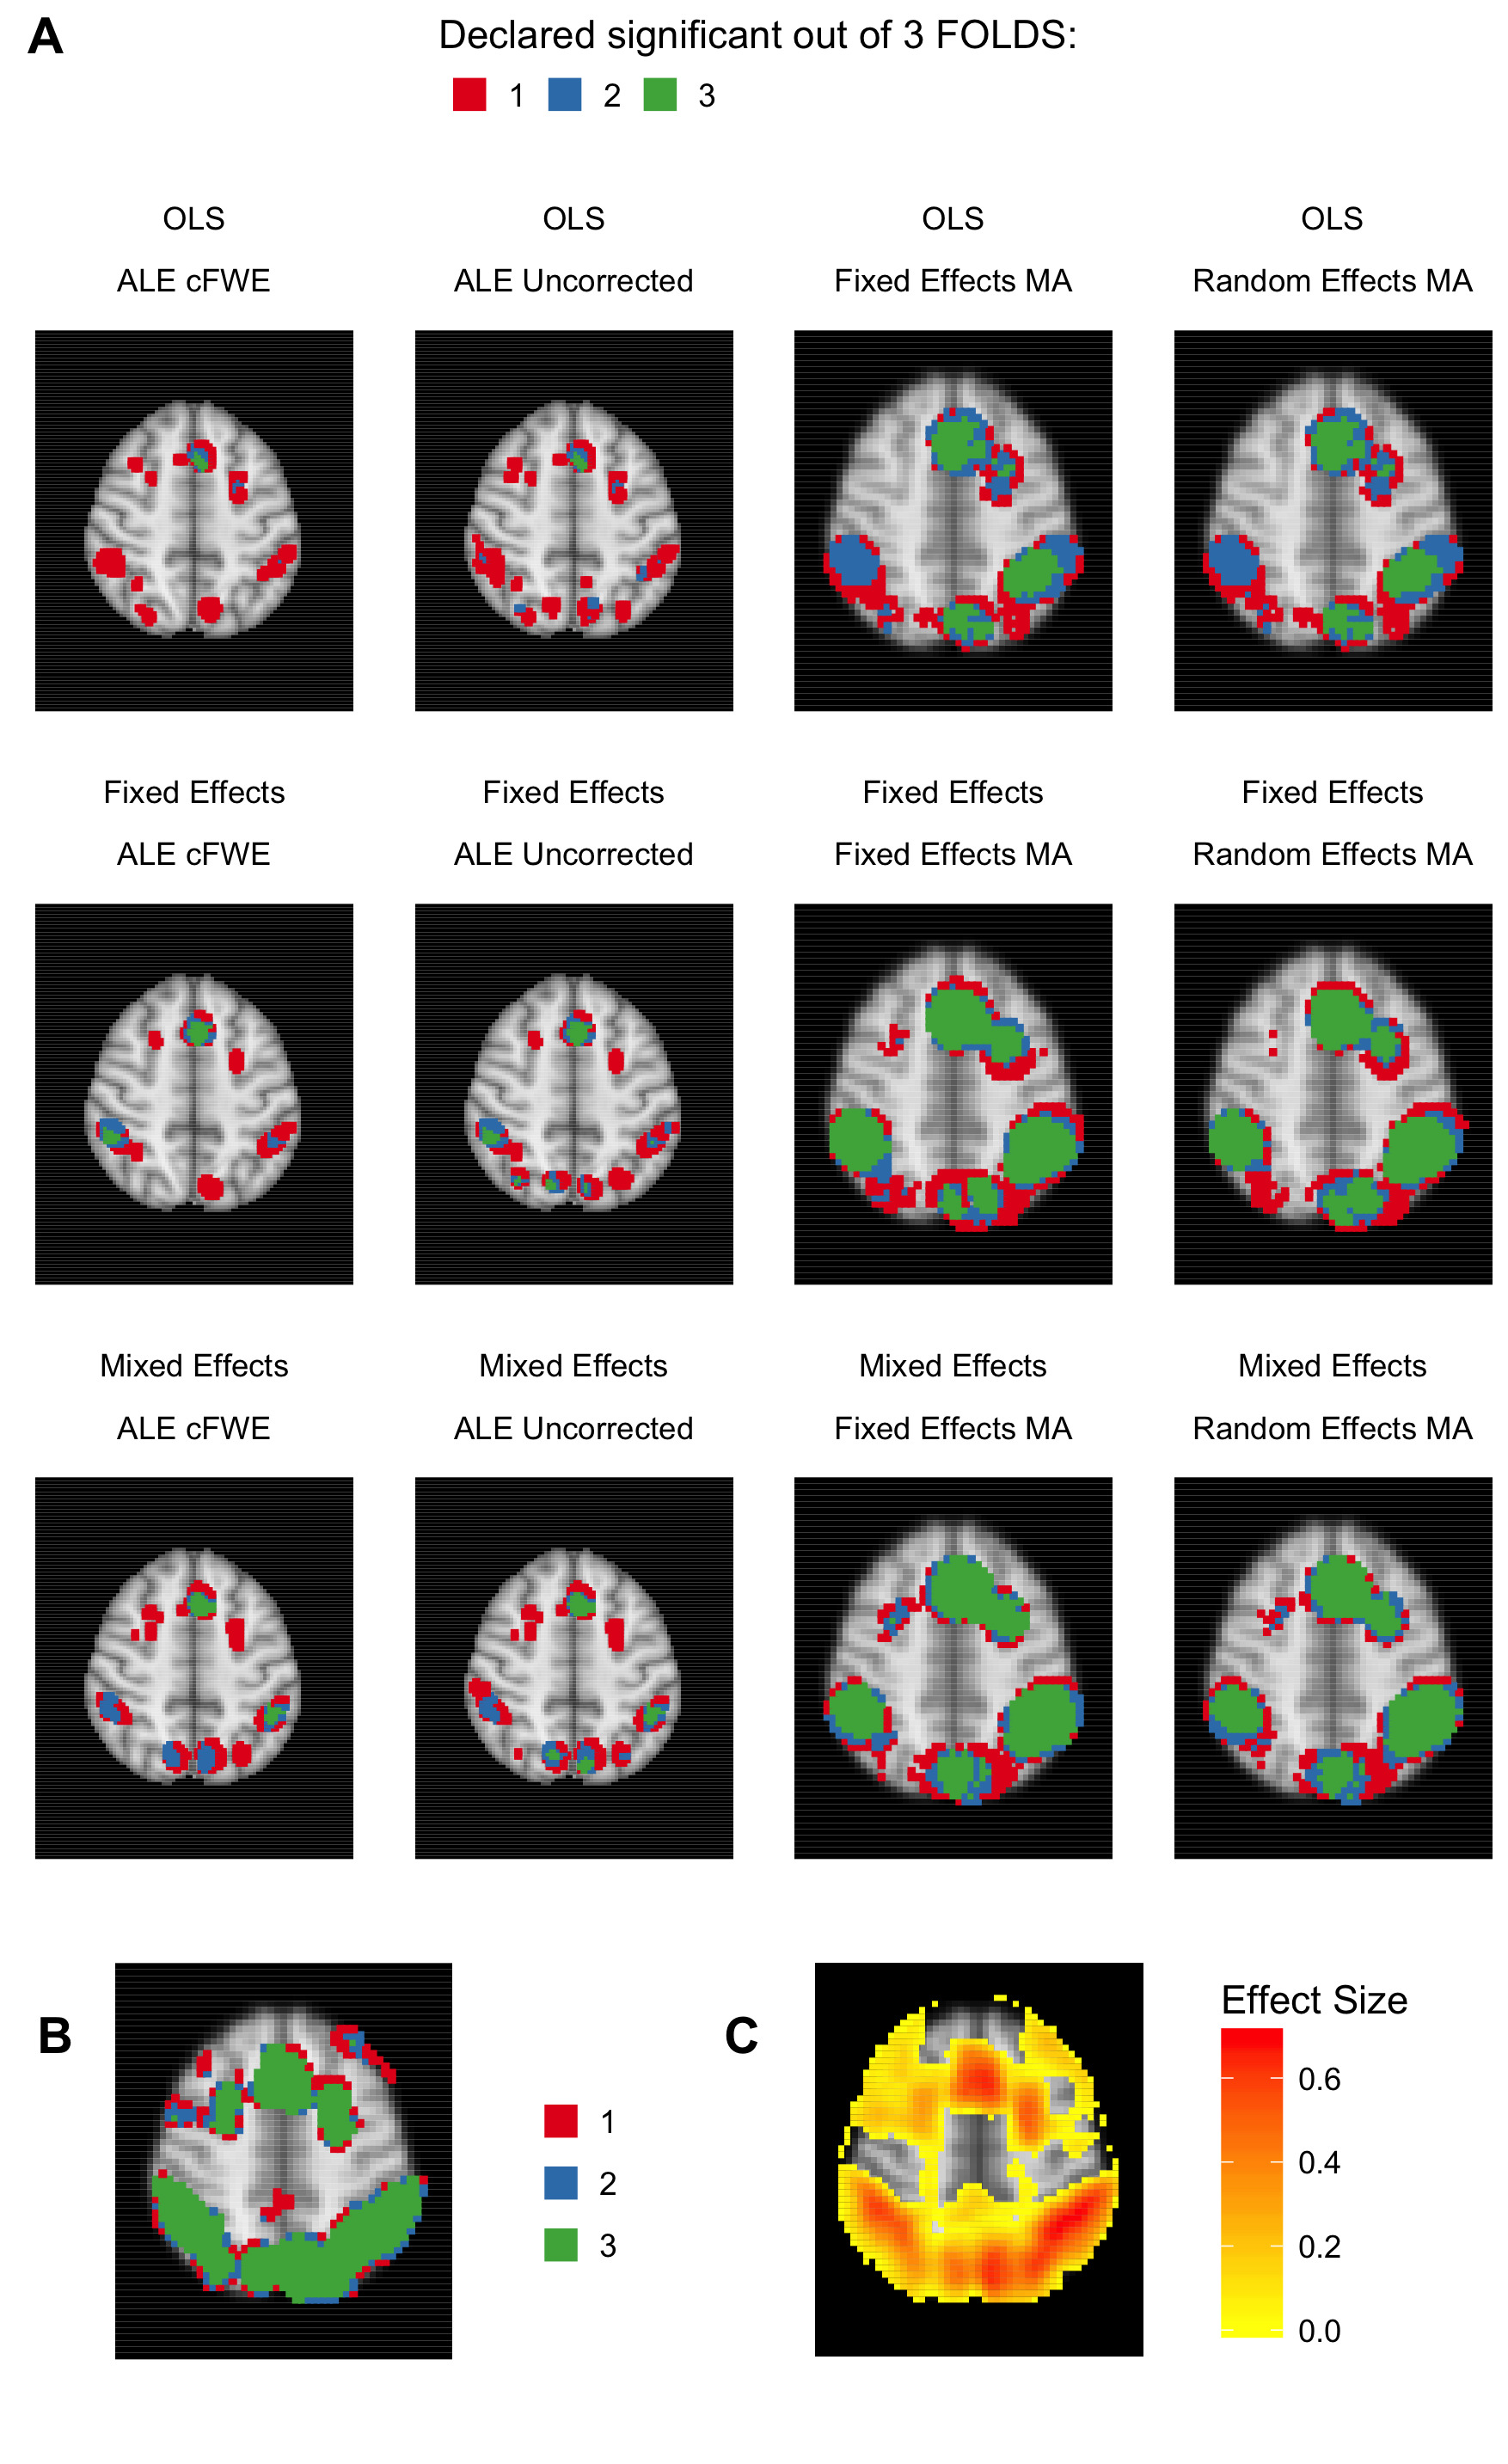 A
Declared significant out of 3 FOLDS:
1 2 3
OLS OLS OLS OLS
ALE cFWE ALE Uncorrected Fixed Effects MA Random Effects MA
Fixed Effects Fixed Effects Fixed Effects Fixed Effects
ALE cFWE ALE Uncorrected Fixed Effects MA Random Effects MA
Mixed Effects Mixed Effects Mixed Effects Mixed Effects
ALE cFWE ALE Uncorrected Fixed Effects MA Random Effects MA
B
1
2
3
C
Effect Size
0.6
0.4
0.2
0.0